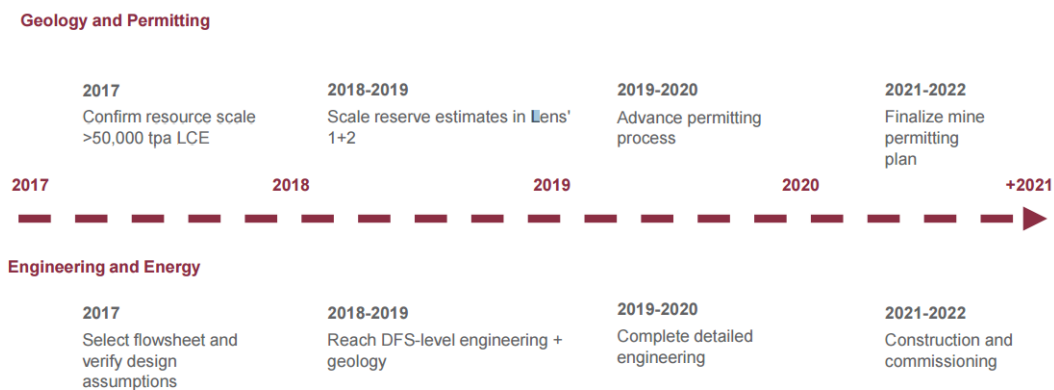 Geology and Permitting
2017
Confirm resource scale
>50,000 tpa LCE
2018-2019
Scale reserve estimates in Lens'
1+2
2019-2020
Advance permitting
process
2021-2022
Finalize mine
permitting
plan
2017
2018
2019
2020
+2021
Engineering and Energy
2017
Select flowsheet and
verify design
assumptions
2018-2019
Reach DFS-level engineering +
geology
2019-2020
Complete detailed
engineering
2021-2022
Construction and
commissioning